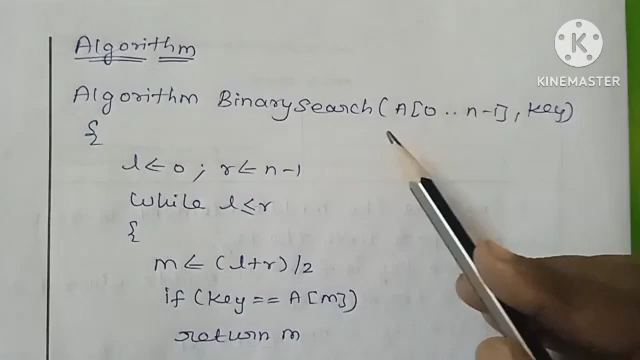 Algorithm
Algorithm BinarySearch(A[0..n-1], Key)
{
l←0; r←n-1
While l≤r
{
m←(l+r)/2
if (Key==A[m])
return m
K
KINEMASTER